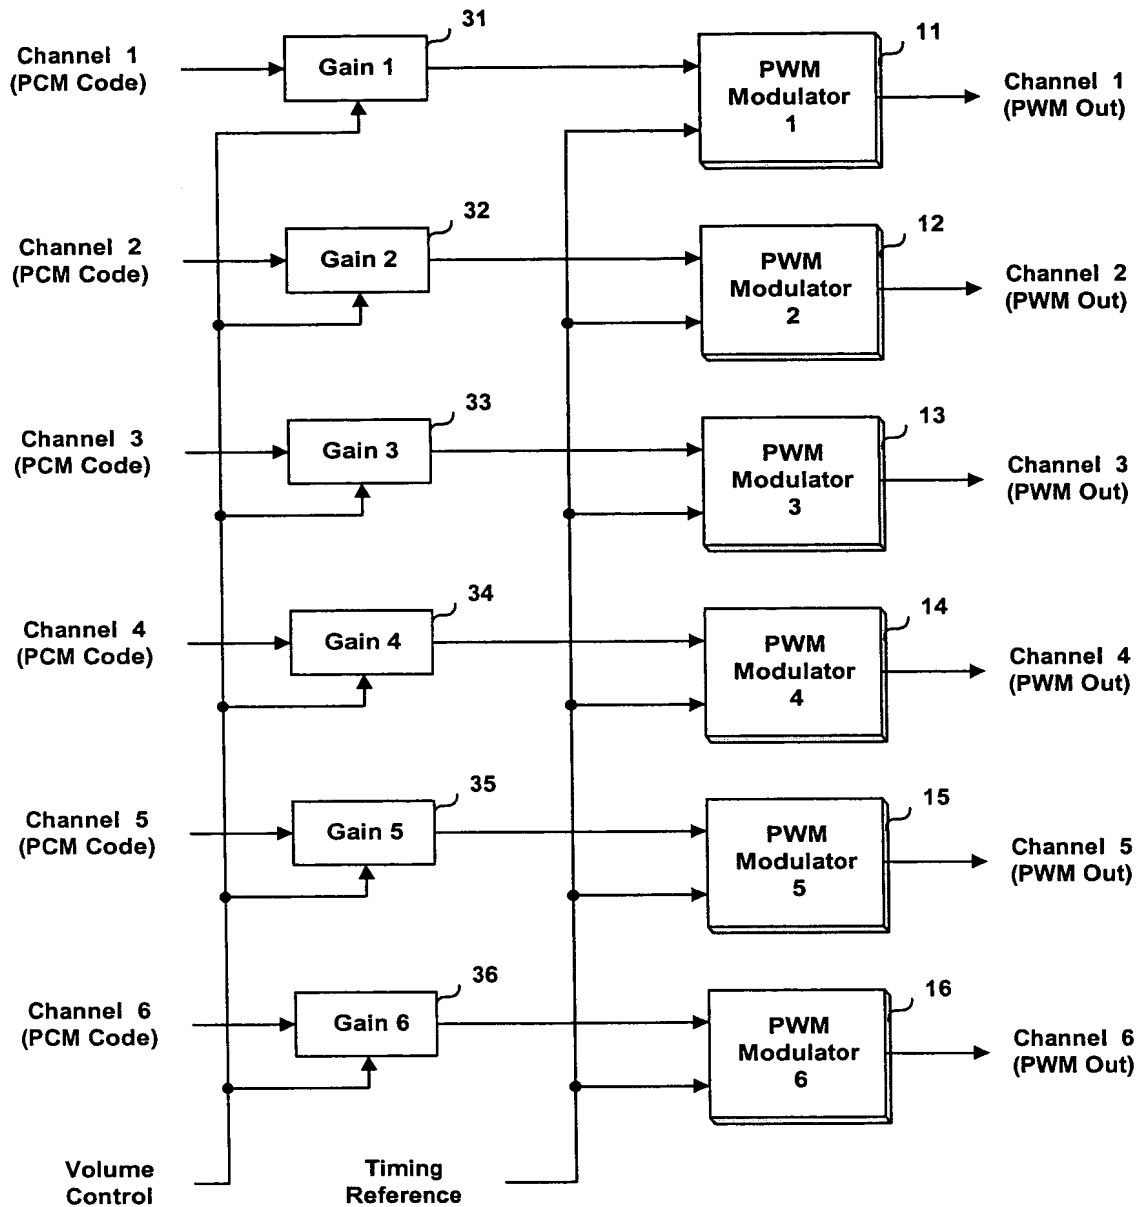 31
11
Channel 1
(PCM Code)
Gain 1
PWM
Modulator
1
Channel 1
(PWM Out)
32
12
Channel 2
(PCM Code)
Gain 2
PWM
Modulator
2
Channel 2
(PWM Out)
33
13
Channel 3
(PCM Code)
Gain 3
PWM
Modulator
3
Channel 3
(PWM Out)
34
14
Channel 4
(PCM Code)
Gain 4
PWM
Modulator
4
Channel 4
(PWM Out)
35
15
Channel 5
(PCM Code)
Gain 5
PWM
Modulator
5
Channel 5
(PWM Out)
36
16
Channel 6
(PCM Code)
Gain 6
PWM
Modulator
6
Channel 6
(PWM Out)
Volume
Control
Timing
Reference